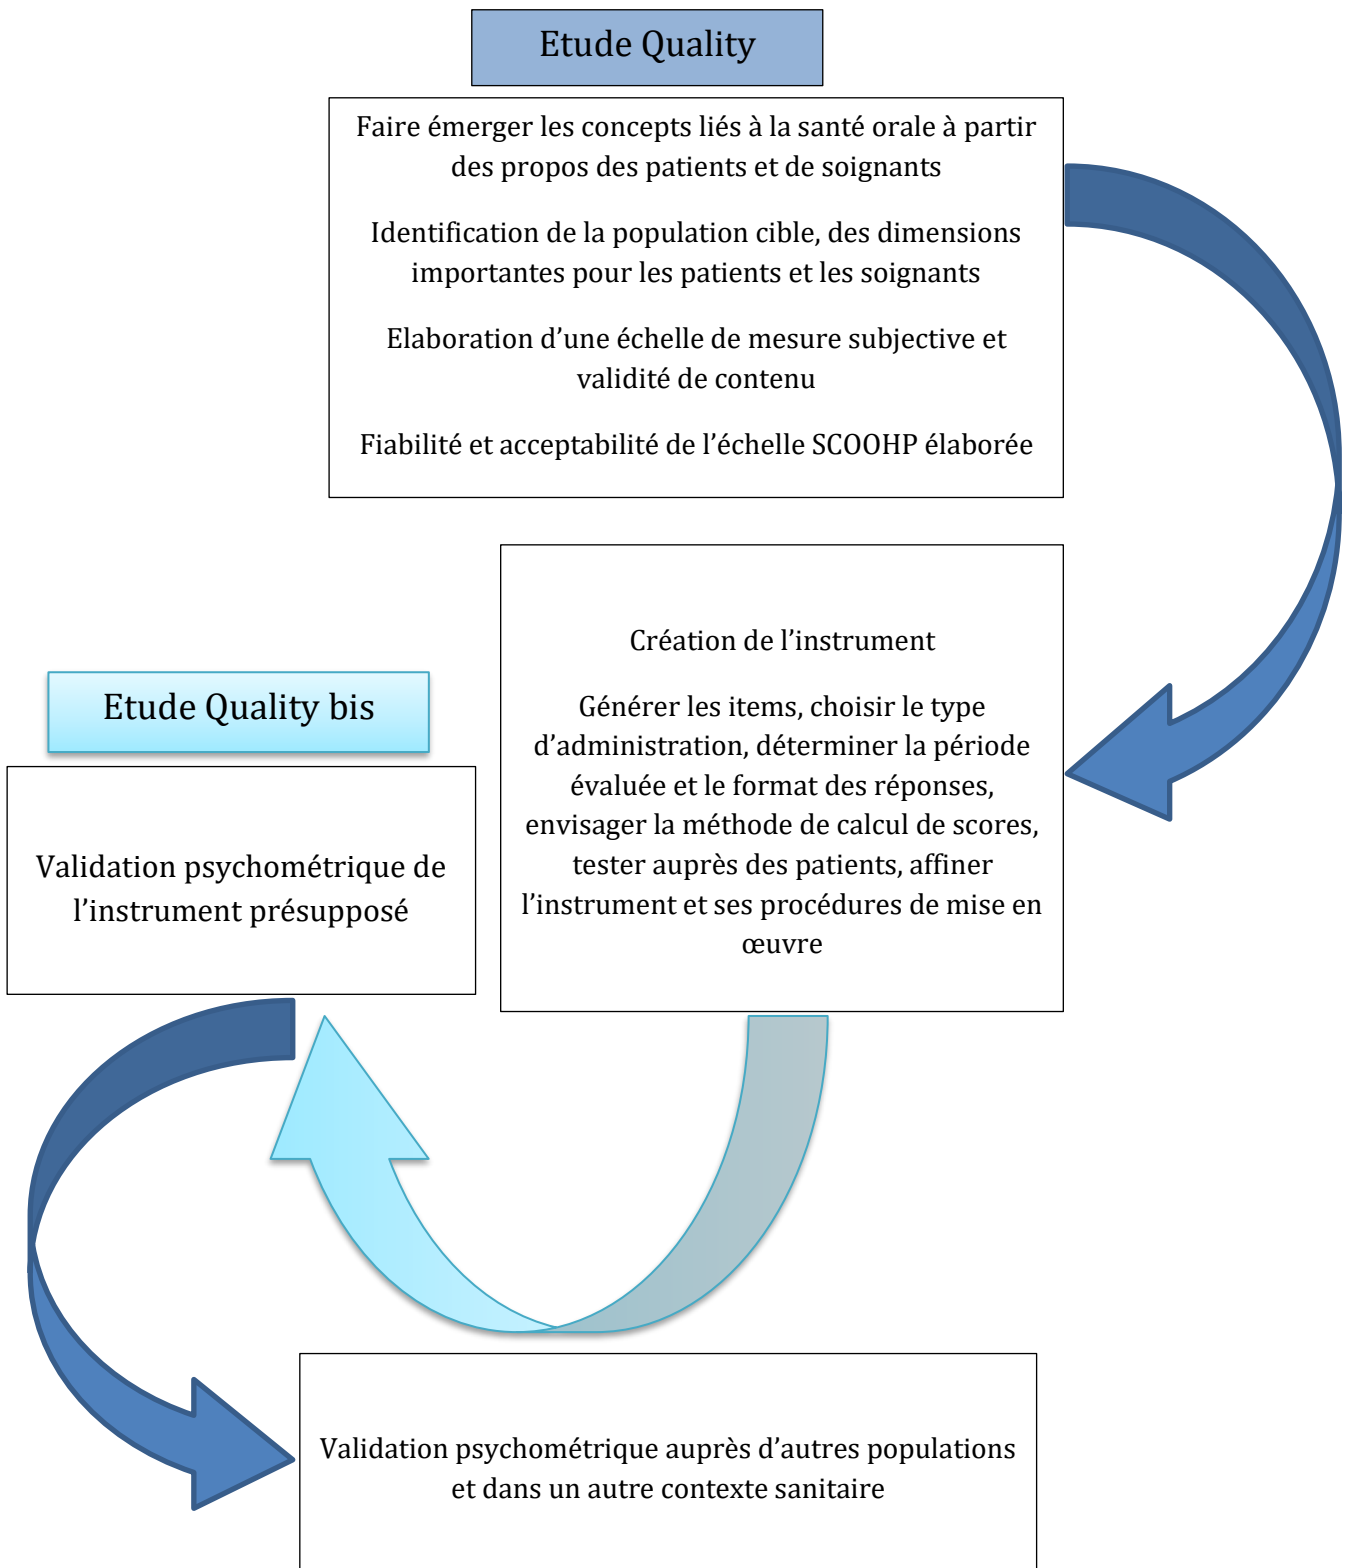 Etude Quality
Faire émerger les concepts liés à la santé orale à partir
des propos des patients et de soignants
Identification de la population cible, des dimensions
importantes pour les patients et les soignants
Elaboration d’une échelle de mesure subjective et
validité de contenu
Fiabilité et acceptabilité de l’échelle SCOOHP élaborée
Création de l’instrument
Générer les items, choisir le type
d’administration, déterminer la période
évaluée et le format des réponses,
envisager la méthode de calcul de scores,
tester auprès des patients, affiner
l’instrument et ses procédures de mise en
œuvre
Etude Quality bis
Validation psychométrique de
l’instrument présupposé
Validation psychométrique auprès d’autres populations
et dans un autre contexte sanitaire